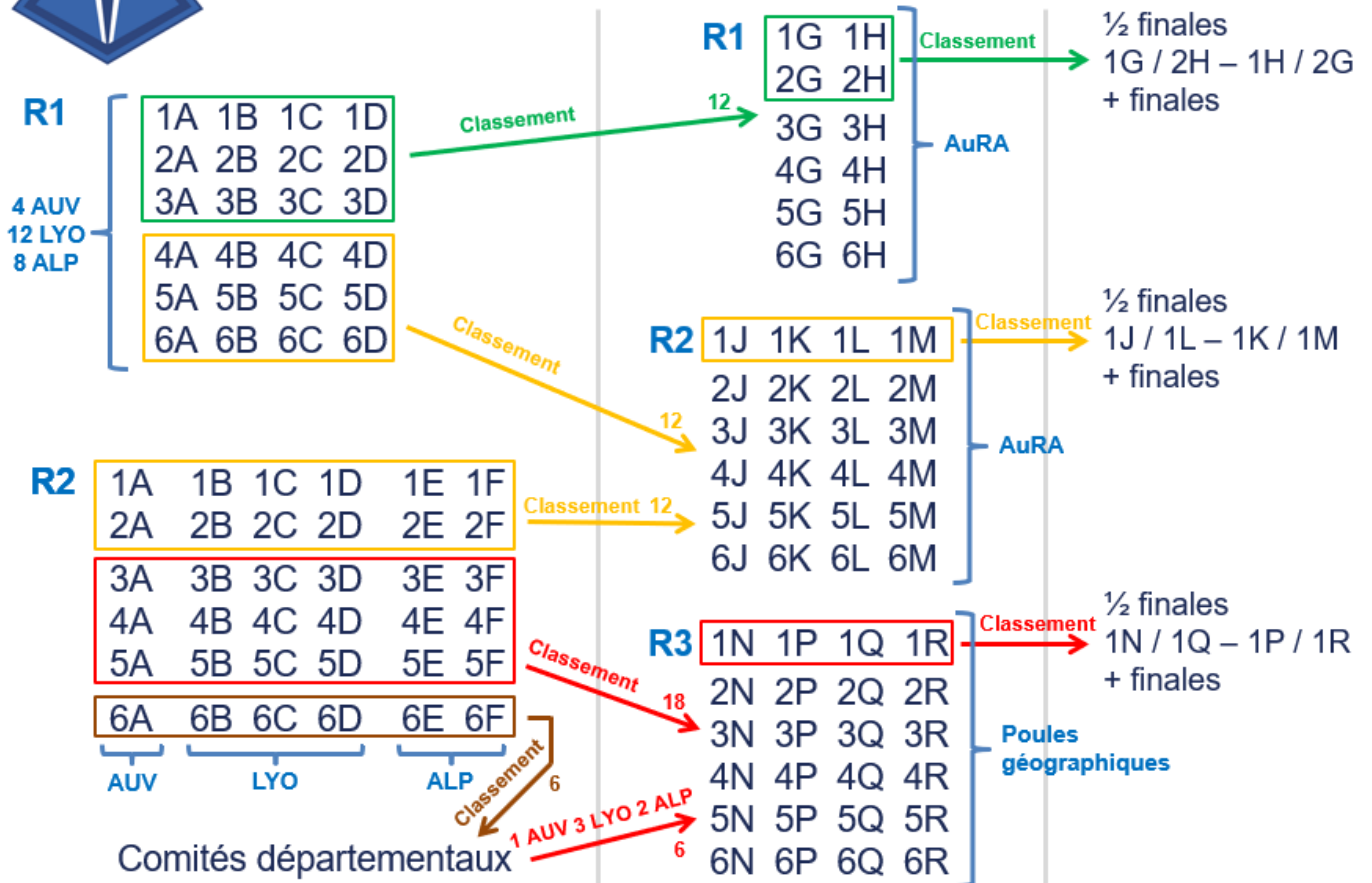 R1
4 AUV
12 LYO
8 ALP
1A 1B 1C 1D
2A 2B 2C 2D
3A 3B 3C 3D
4A 4B 4C 4D
5A 5B 5C 5D
6A 6B 6C 6D
Classement
12
Classement
12
R2
1A 1B 1C 1D 1E 1F
2A 2B 2C 2D 2E 2F
3A 3B 3C 3D 3E 3F
4A 4B 4C 4D 4E 4F
5A 5B 5C 5D 5E 5F
6A 6B 6C 6D 6E 6F
AUV LYO ALP
Classement 12
Classement
18
Classement
6
Comités départementaux
1 AUV 3 LYO 2 ALP
6
R1
1G 1H
2G 2H
3G 3H
4G 4H
5G 5H
6G 6H
AuRA
Classement
½ finales
1G / 2H – 1H / 2G
+ finales
R2
1J 1K 1L 1M
2J 2K 2L 2M
3J 3K 3L 3M
4J 4K 4L 4M
5J 5K 5L 5M
6J 6K 6L 6M
AuRA
Classement
½ finales
1J / 1L – 1K / 1M
+ finales
R3
1N 1P 1Q 1R
2N 2P 2Q 2R
3N 3P 3Q 3R
4N 4P 4Q 4R
5N 5P 5Q 5R
6N 6P 6Q 6R
Poules
géographiques
Classement
½ finales
1N / 1Q – 1P / 1R
+ finales